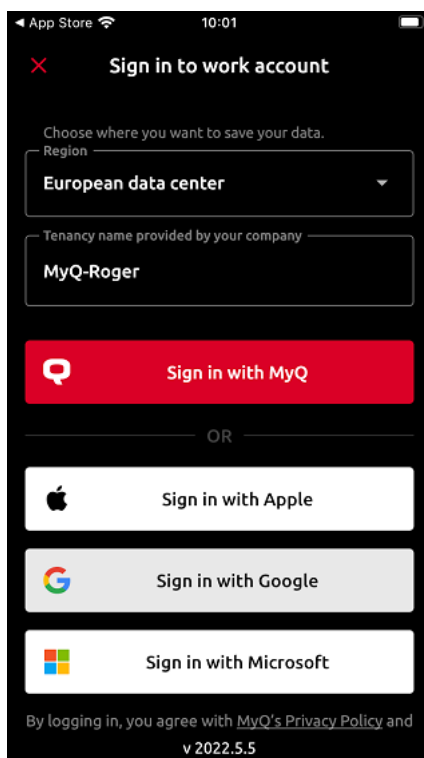 App Store 10:01
Sign in to work account
Choose where you want to save your data.
Region
European data center
Tenancy name provided by your company
MyQ-Roger
Sign in with MyQ
OR
Sign in with Apple
Sign in with Google
Sign in with Microsoft
By logging in, you agree with MyQ's Privacy Policy and
v 2022.5.5